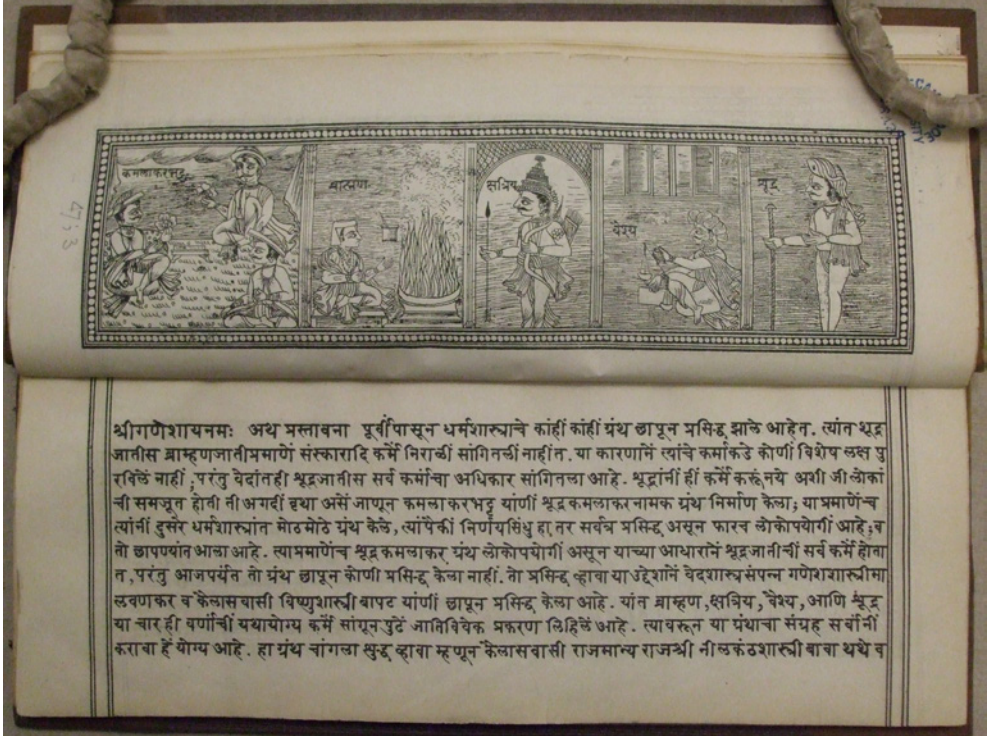 कमलाकरभट्ट
ब्राम्हण
क्षत्रिय
वैश्य
शूद्र
श्रीगणेशायनमः अथ प्रस्तावना पूर्वीपासून धर्मशास्त्राचे कांहीं कांहीं ग्रंथ छापून प्रसिद्ध झाले आहेत. त्यांत शूद्र
जातीस ब्राम्हणजातीप्रमाणें संस्कारादि कर्में निराळीं सांगितलीं नाहींत. या कारणानें त्यांचे कर्माकडे कोणीं विशेष लक्ष पु
रविलें नाहीं, परंतु वेदांतही शूद्रजातीस सर्व कर्मांचा अधिकार सांगितला आहे. शूद्रांनीं हीं कर्में करूंनये अशी जी लोकां
ची समजूत होती ती अगदीं वृथा असें जाणून कमलाकरभट्ट यांणीं शूद्रकमलाकरनामक ग्रंथ निर्माण केला; याप्रमाणेंच
त्यांनीं दुसरे धर्मशास्त्रांत मोठमोठे ग्रंथ केले, त्यांपैकीं निर्णयसिंधु हा तर सर्वत्र प्रसिद्ध असून फारच लोकोपयोगीं आहे; व
तो छापण्यांत आला आहे. त्याप्रमाणेंच शूद्रकमलाकर ग्रंथ लोकोपयोगीं असून याच्या आधारानें शूद्रजातीचीं सर्व कर्में होता
त, परंतु आजपर्यंत तो ग्रंथ छापून कोणी प्रसिद्ध केला नाहीं. तो प्रसिद्ध व्हावा या उद्देशानें वेदशास्त्रसंपन्न गणेशशास्त्रीमा
लवणकर व कैलासवासी विष्णुशास्त्रीबापट यांणीं छापून प्रसिद्ध केला आहे. यांत ब्राम्हण, क्षत्रिय, वैश्य, आणि शूद्र
या चारही वर्णांचीं यथायोग्य कर्में सांगून पुढें जातिविवेक प्रकरण लिहिलें आहे. त्यावरून या ग्रंथाचा संग्रह सर्वांनीं
करावा हें योग्य आहे. हा ग्रंथ चांगला शुद्ध व्हावा म्हणून कैलासवासी राजमान्य राजश्री नीलकंठशास्त्रीबावा थथे व